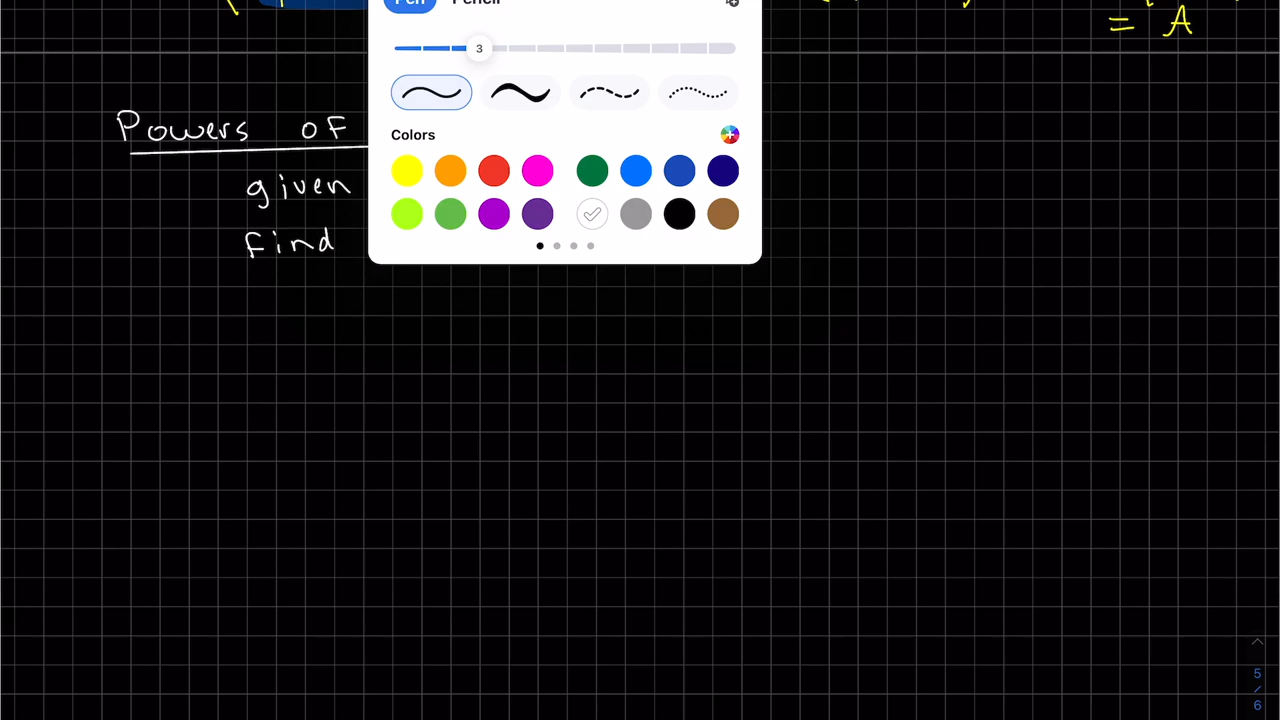 Pen Pencil
= A
3
Powers of
Colors
given
find
5
/
6